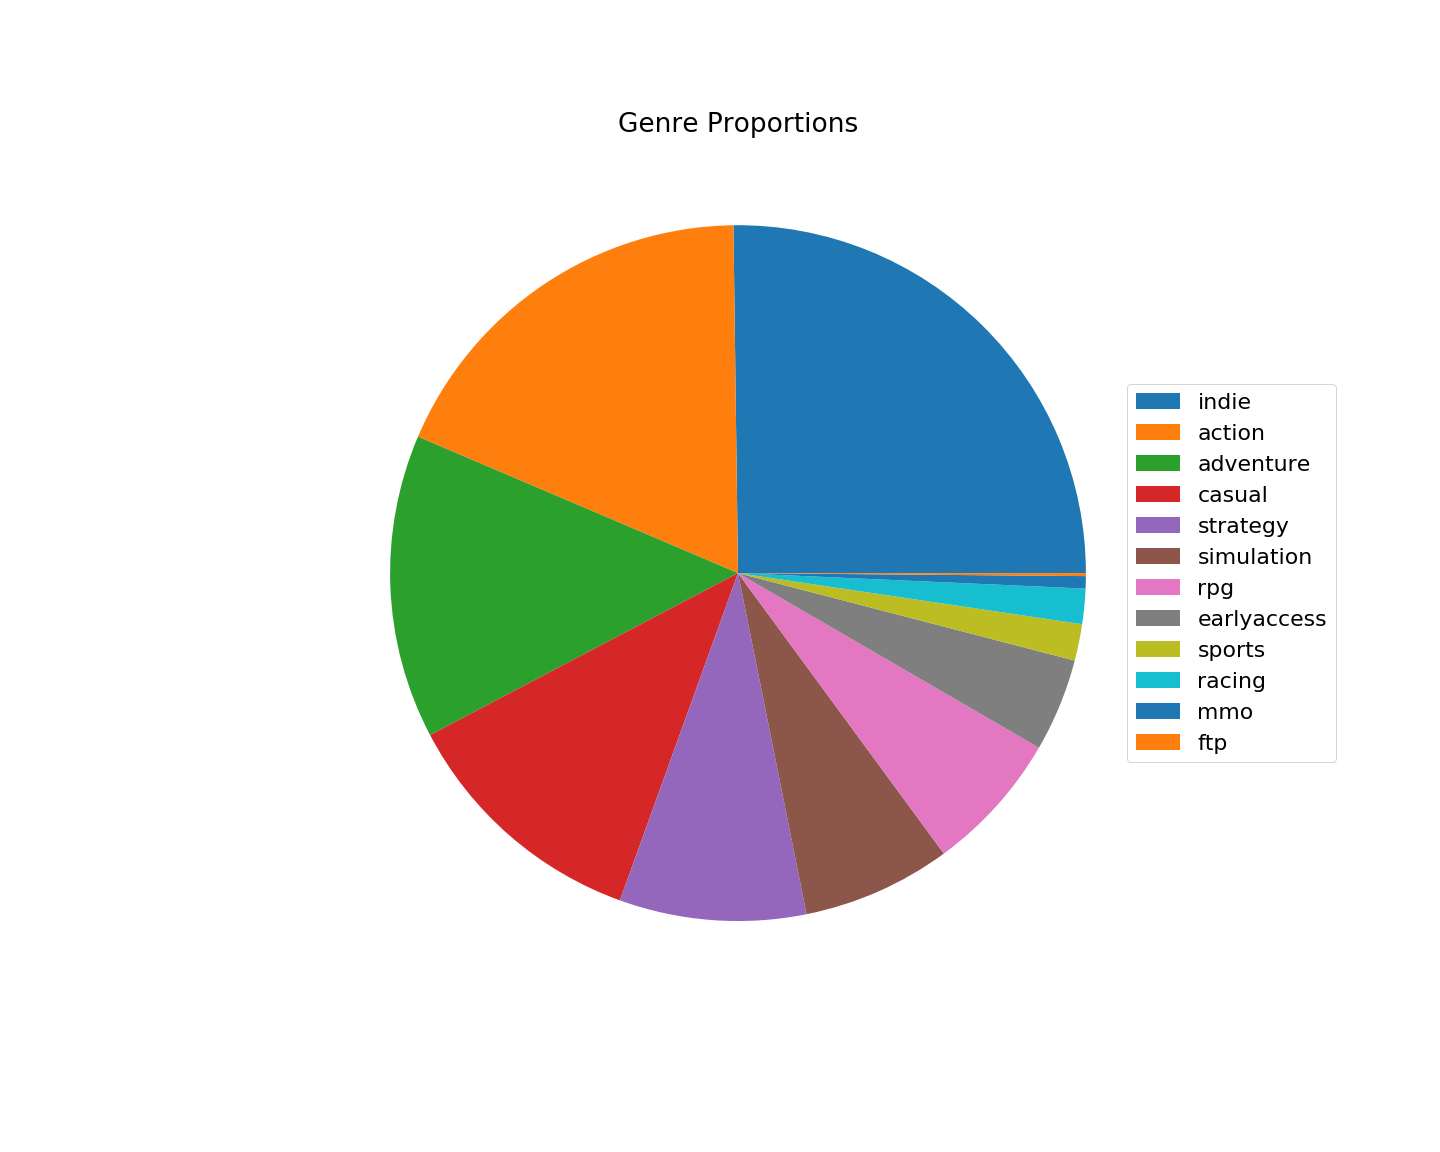 Genre Proportions
indie
action
adventure
casual
strategy
simulation
rpg
earlyaccess
sports
racing
mmo
ftp